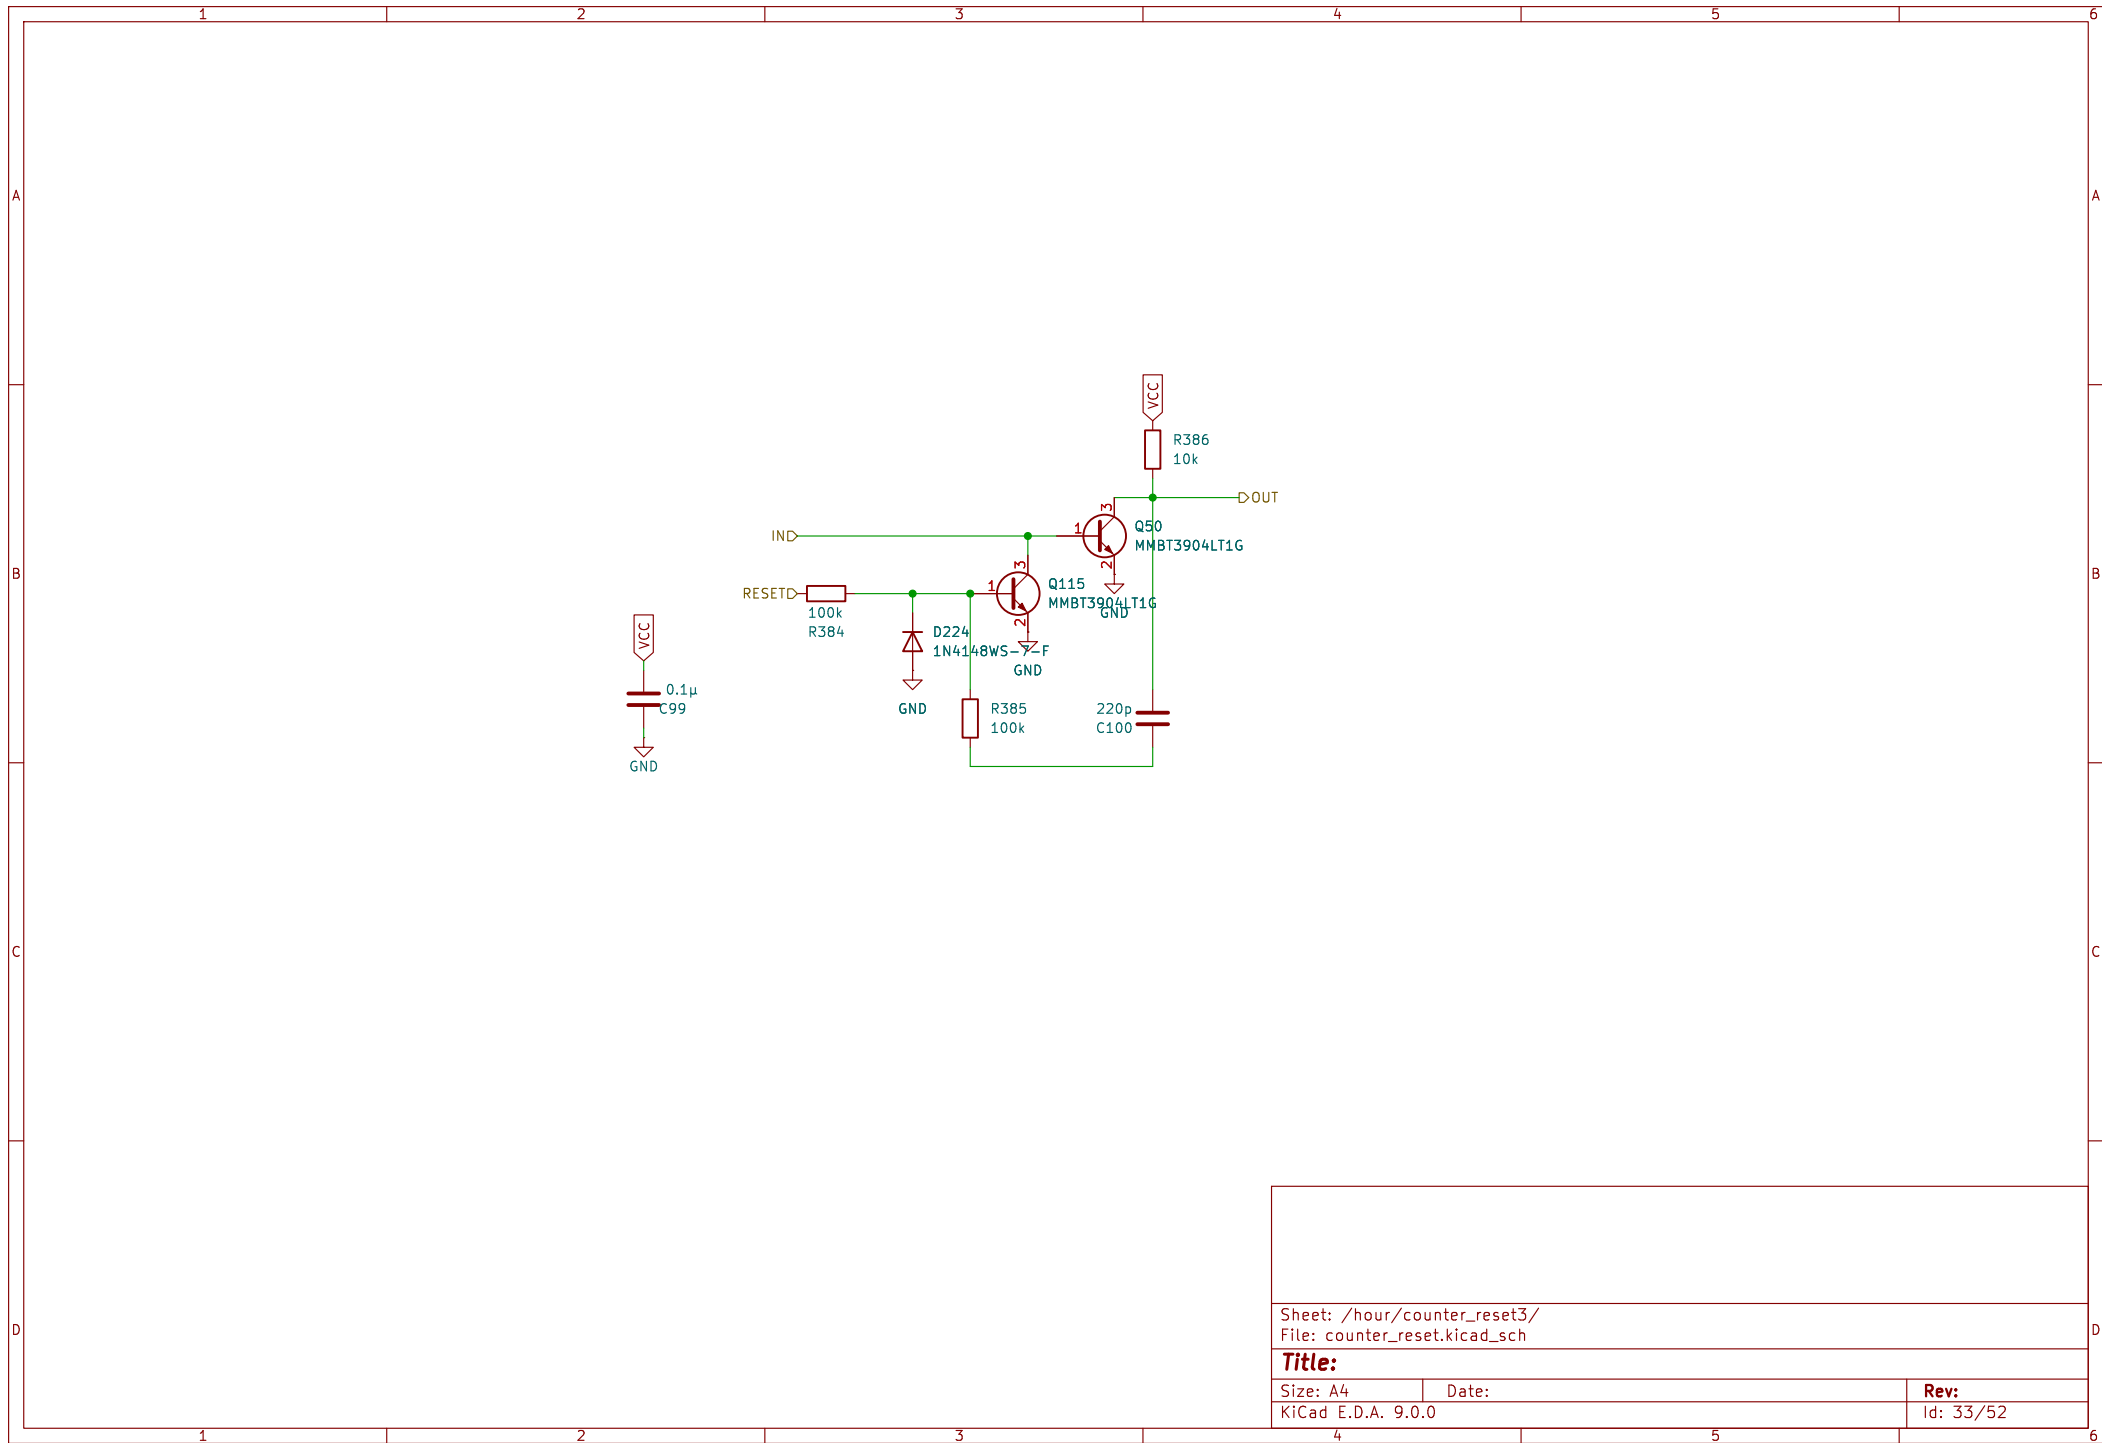 1 2 3 4 5 6
A A
VCC
R386
10k
3
OUT
IN
1
Q50
MMBT3904LT1G
2
3
B B
RESET
1
Q115
MMBT3904LT1G
GND
100k
R384
2
VCC
D224
1N4148WS-7-F
GND
0.1µ
C99
GND
R385
100k
220p
C100
GND
C C
Sheet: /hour/counter_reset3/
File: counter_reset.kicad_sch
D D
Title:
Size: A4 Date: Rev:
KiCad E.D.A. 9.0.0 Id: 33/52
1 2 3 4 5 6